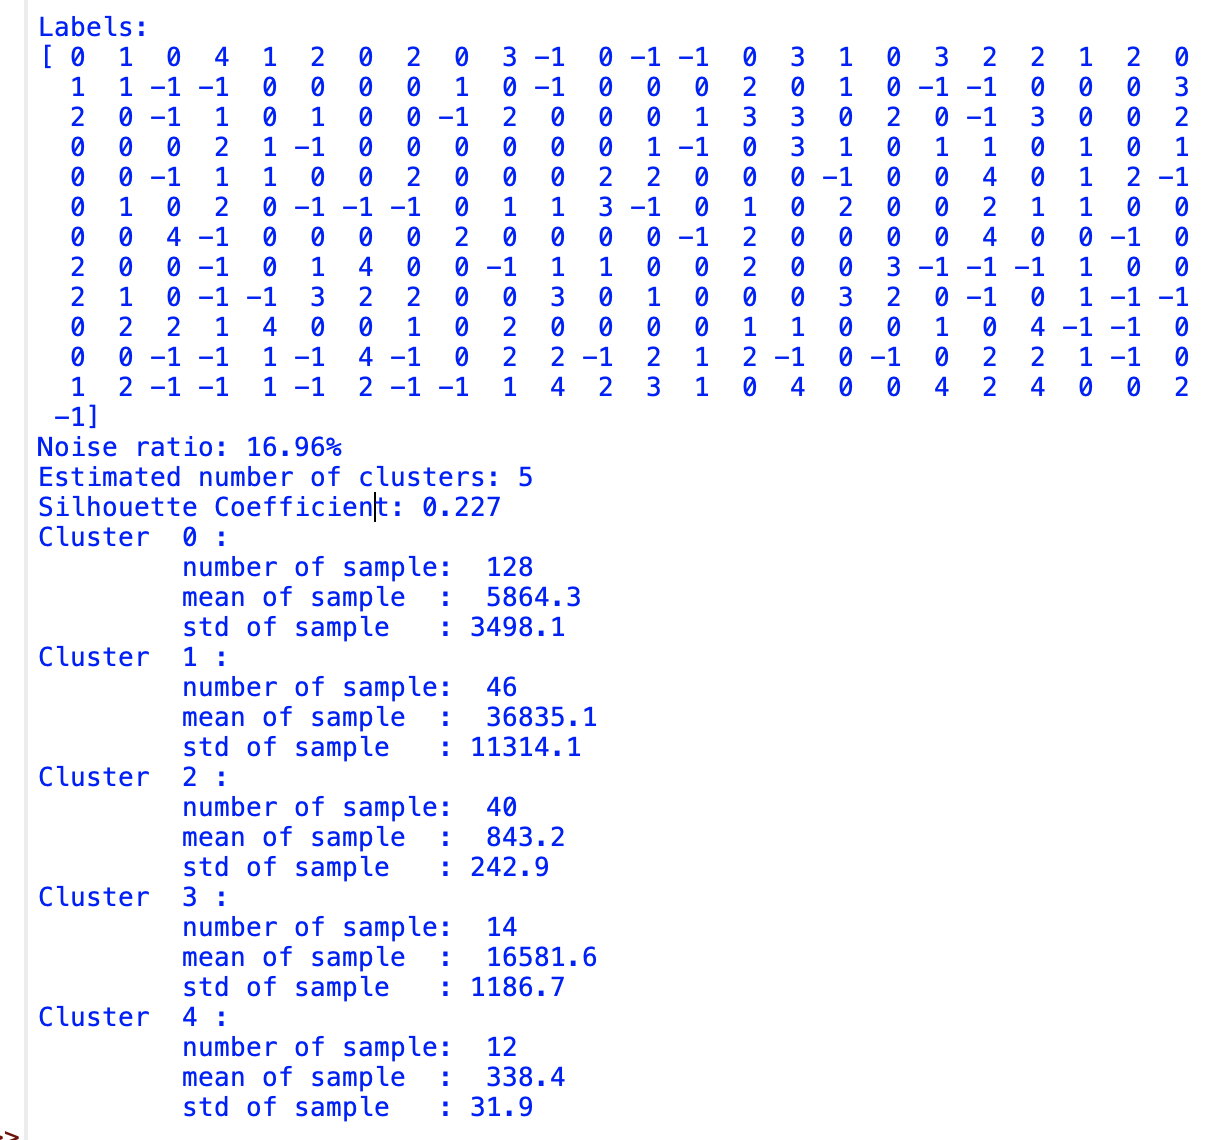 Labels:
[ 0 1 0 4 1 2 0 2 0 3 -1 0 -1 -1 0 3 1 0 3 2 2 1 2 0
1 1 -1 -1 0 0 0 0 1 0 -1 0 0 0 2 0 1 0 -1 -1 0 0 0 3
2 0 -1 1 0 1 0 0 -1 2 0 0 0 1 3 3 0 2 0 -1 3 0 0 2
0 0 0 2 1 -1 0 0 0 0 0 0 1 -1 0 3 1 0 1 1 0 1 0 1
0 0 -1 1 1 0 0 2 0 0 0 2 2 0 0 0 -1 0 0 4 0 1 2 -1
0 1 0 2 0 -1 -1 -1 0 1 1 3 -1 0 1 0 2 0 0 2 1 1 0 0
0 0 4 -1 0 0 0 0 2 0 0 0 0 -1 2 0 0 0 0 4 0 0 -1 0
2 0 0 -1 0 1 4 0 0 -1 1 1 0 0 2 0 0 3 -1 -1 -1 1 0 0
2 1 0 -1 -1 3 2 2 0 0 3 0 1 0 0 0 3 2 0 -1 0 1 -1 -1
0 2 2 1 4 0 0 1 0 2 0 0 0 0 1 1 0 0 1 0 4 -1 -1 0
0 0 -1 -1 1 -1 4 -1 0 2 2 -1 2 1 2 -1 0 -1 0 2 2 1 -1 0
1 2 -1 -1 1 -1 2 -1 -1 1 4 2 3 1 0 4 0 0 4 2 4 0 0 2
-1]
Noise ratio: 16.96%
Estimated number of clusters: 5
Silhouette Coefficient: 0.227
Cluster 0 :
number of sample: 128
mean of sample : 5864.3
std of sample : 3498.1
Cluster 1 :
number of sample: 46
mean of sample : 36835.1
std of sample : 11314.1
Cluster 2 :
number of sample: 40
mean of sample : 843.2
std of sample : 242.9
Cluster 3 :
number of sample: 14
mean of sample : 16581.6
std of sample : 1186.7
Cluster 4 :
number of sample: 12
mean of sample : 338.4
std of sample : 31.9